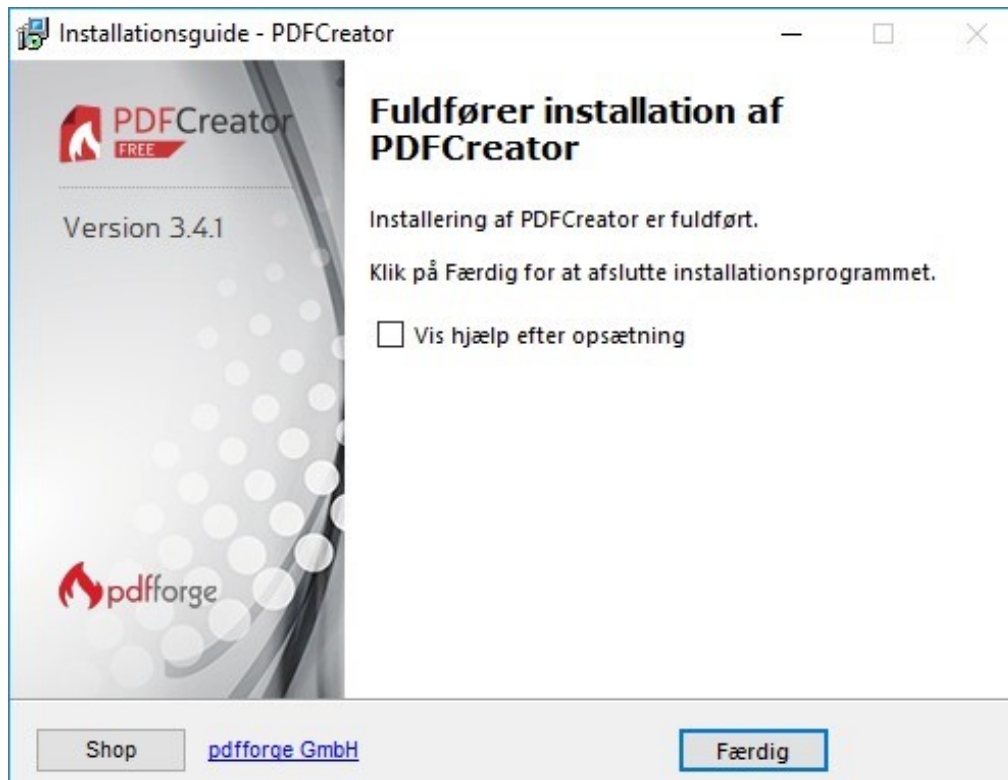 Installationsguide - PDFCreator
PDFCreator
FREE
Version 3.4.1
pdfforge
Fuldfører installation af
PDFCreator
Installering af PDFCreator er fuldført.
Klik på Færdig for at afslutte installationsprogrammet.
Vis hjælp efter opsætning
Shop
pdfforge GmbH
Færdig